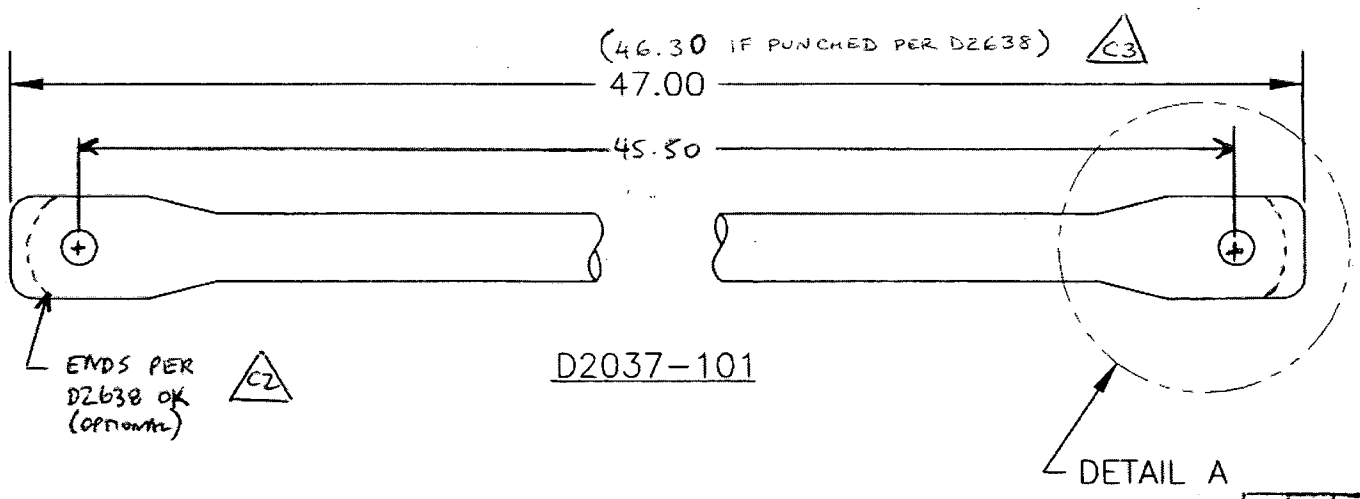 (46.30 IF PUNCHED PER D2638) C3
47.00
45.50
ENDS PER
D2638 OK
(OPTIONAL)
C2
D2037-101
DETAIL A